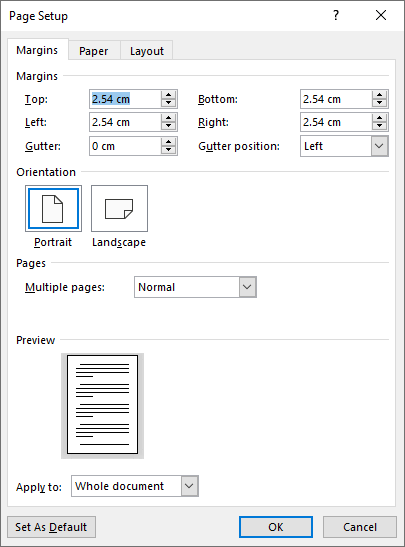 Page Setup ? ×
Margins Paper Layout
Margins
Top: 2.54 cm Bottom: 2.54 cm
Left: 2.54 cm Right: 2.54 cm
Gutter: 0 cm Gutter position: Left
Orientation
Portrait Landscape
Pages
Multiple pages: Normal
Preview
Apply to: Whole document
Set As Default OK Cancel